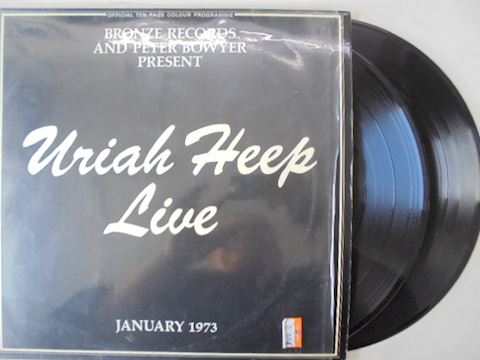 OFFICIAL TEN PAGE COLOUR PROGRAMME
BRONZE RECORDS
AND PETER BOWYER
PRESENT
Uriah Heep
Live
JANUARY 1973